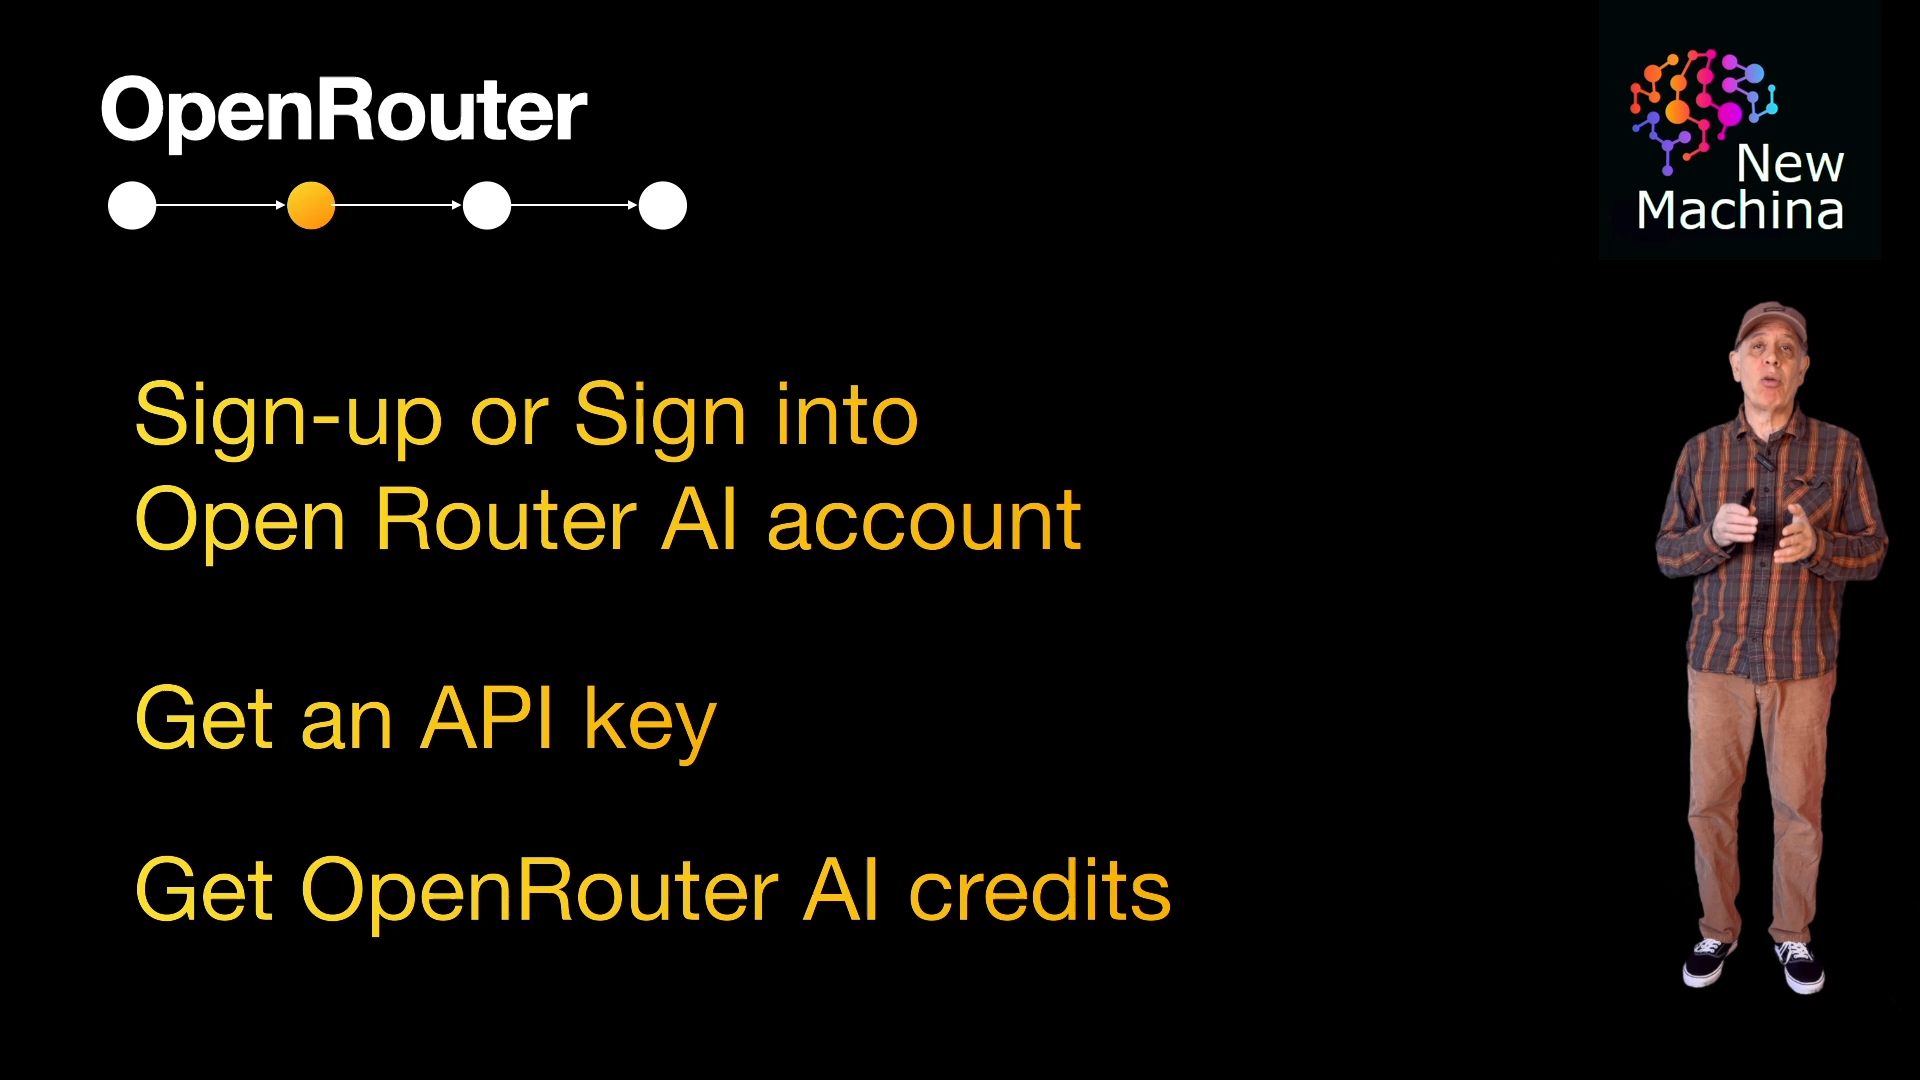 OpenRouter
New
Machina
Sign-up or Sign into
Open Router AI account
Get an API key
Get OpenRouter AI credits